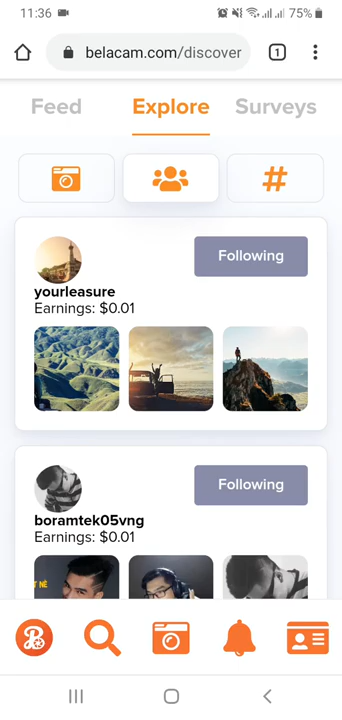 11:36
75%
belacam.com/discover
1
Feed
Explore
Surveys
#
Following
yourleasure
Earnings: $0.01
Following
boramtek05vng
Earnings: $0.01
NÉ
B